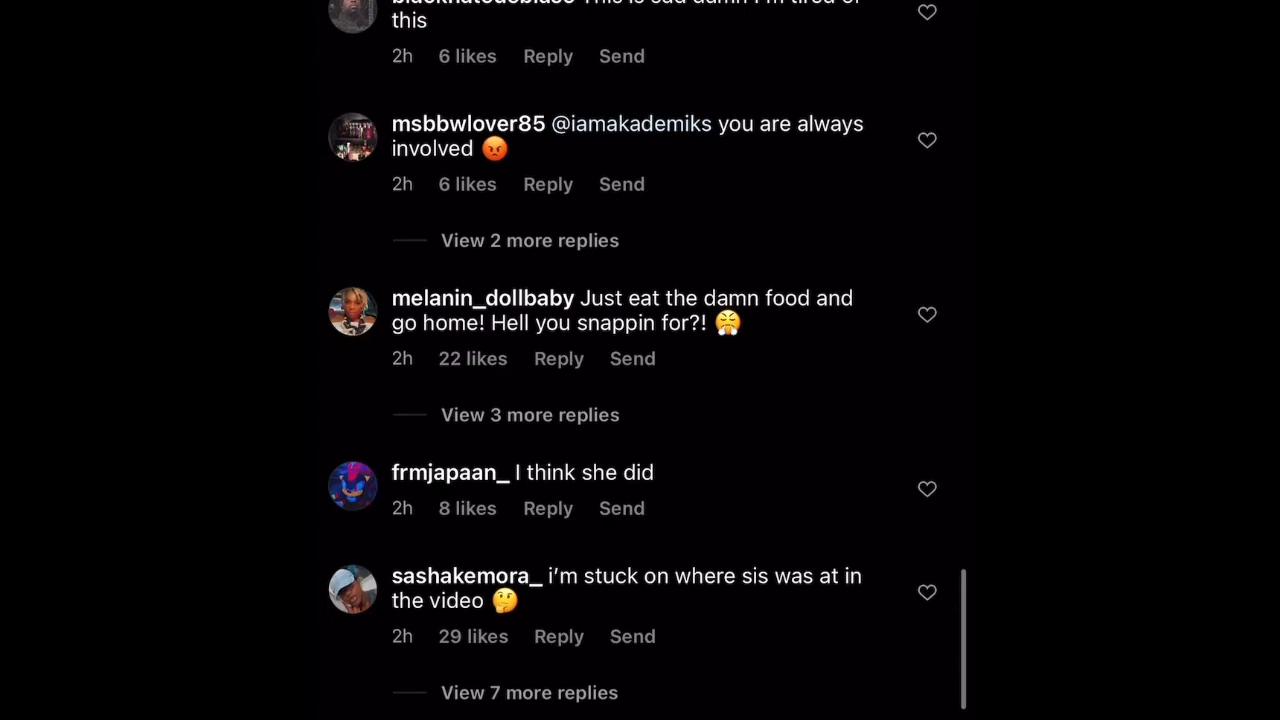 this
2h 6 likes Reply Send
msbbwlover85 @iamakademiks you are always
involved 😡
2h 6 likes Reply Send
View 2 more replies
melanin_dollbaby Just eat the damn food and
go home! Hell you snappin for?! 😤
2h 22 likes Reply Send
View 3 more replies
frmjapaan_ I think she did
2h 8 likes Reply Send
sashakemora_ i’m stuck on where sis was at in
the video 🤔
2h 29 likes Reply Send
View 7 more replies